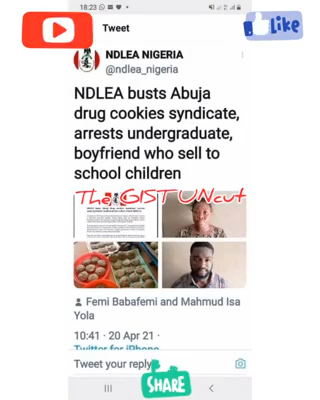 18:23
Tweet
Like
NDLEA NIGERIA
@ndlea_nigeria
NDLEA busts Abuja
drug cookies syndicate,
arrests undergraduate,
boyfriend who sell to
school children
The GIST UNcut
Femi Babafemi and Mahmud Isa
Yola
10:41 · 20 Apr 21 ·
Twitter for iPhone
Tweet your reply
SHARE